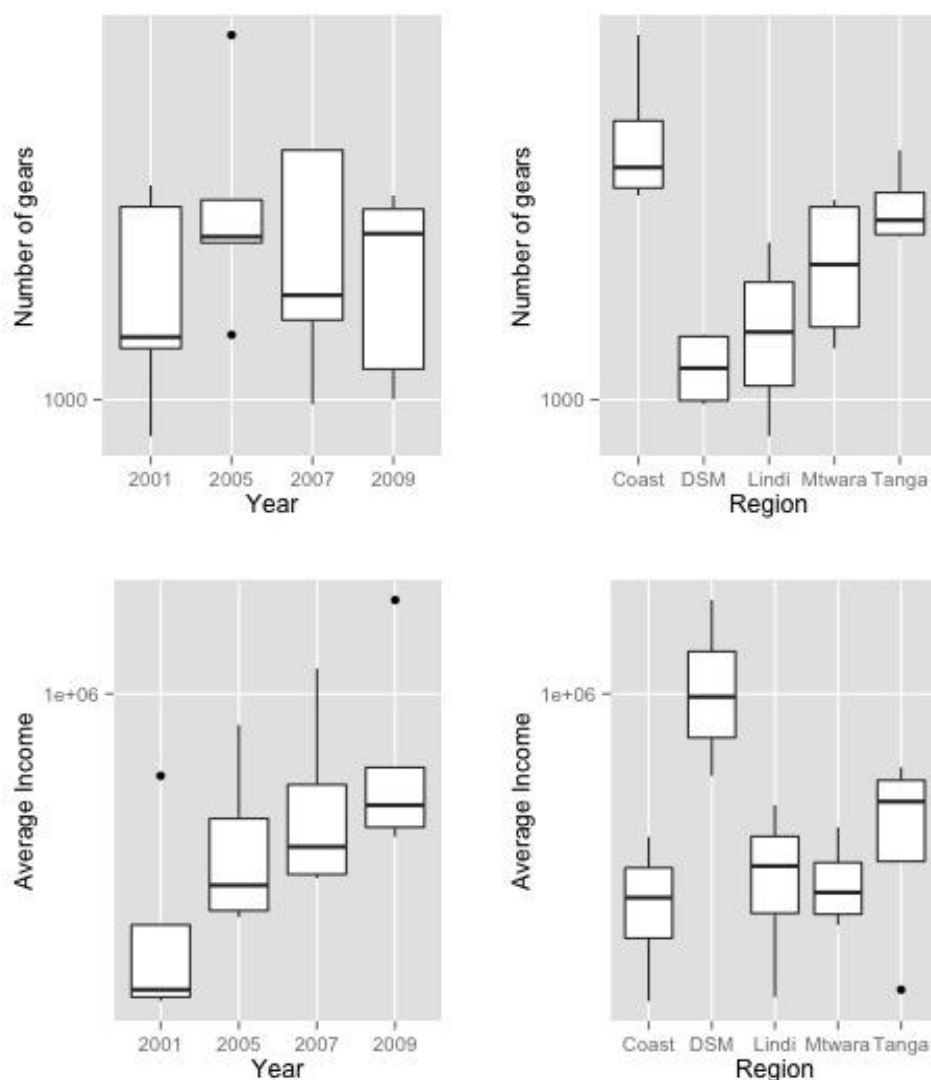 Number of gears
1000
2001 2005 2007 2009
Year
Number of gears
1000
Coast DSM Lindi Mtwara Tanga
Region
Average Income
1e+06
2001 2005 2007 2009
Year
Average Income
1e+06
Coast DSM Lindi Mtwara Tanga
Region